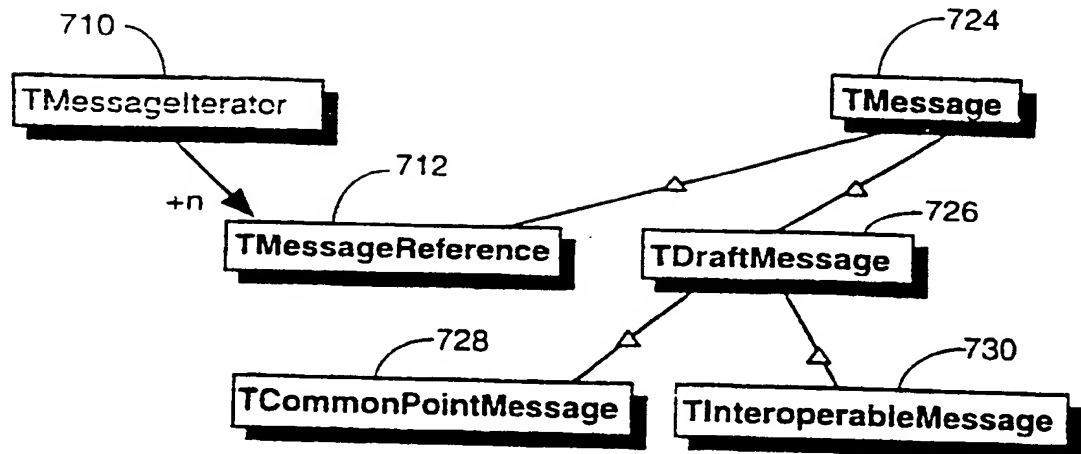 710
724
TMessageIterator
TMessage
712
+n
726
TMessageReference
TDraftMessage
728
730
TCommonPointMessage
TInteroperableMessage